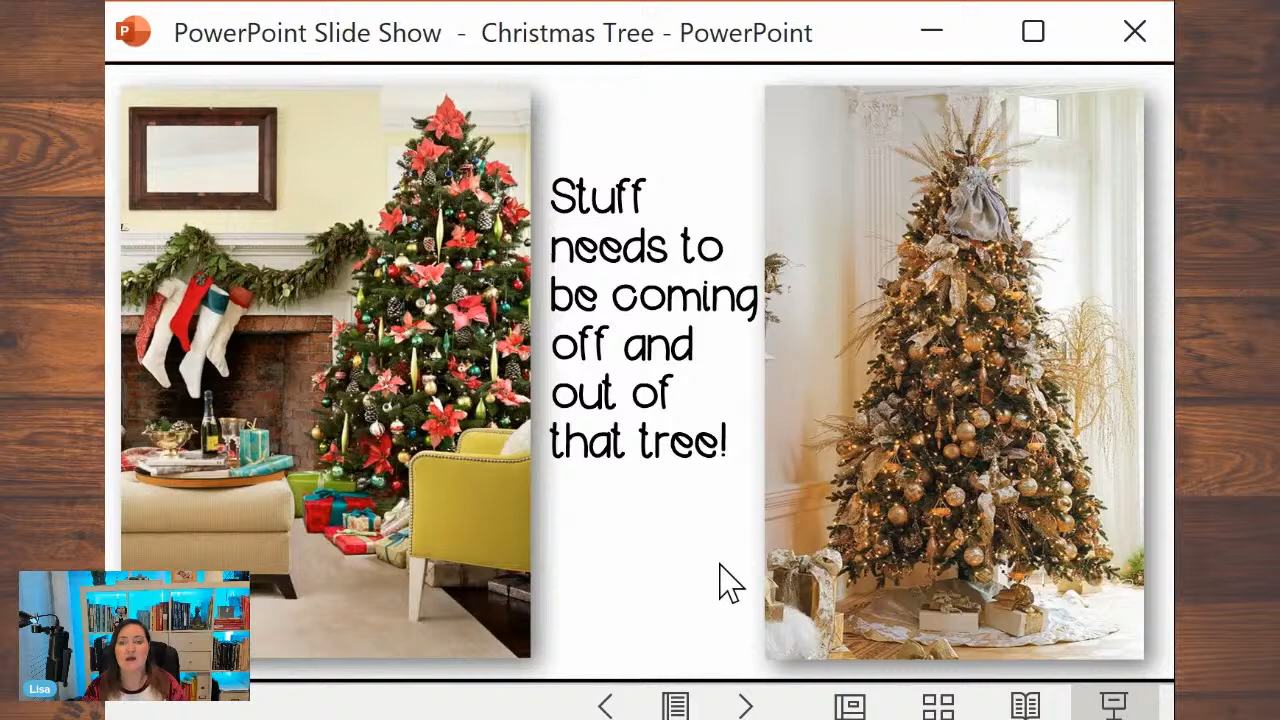 P PowerPoint Slide Show - Christmas Tree - PowerPoint
Stuff
needs to
be coming
off and
out of
that tree!
Lisa